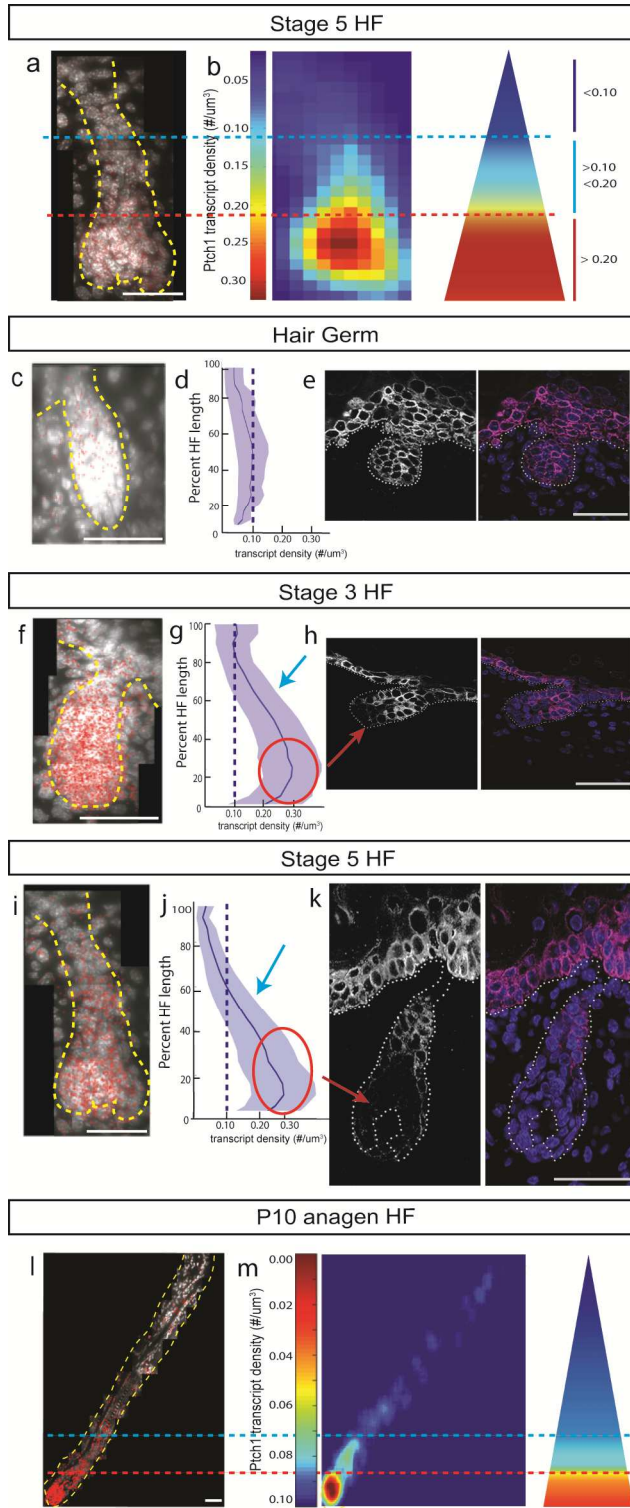 Stage 5 HF
a
b
Ptch1 transcript density (#/um³)
0.05
0.10
0.15
0.20
0.25
0.30
<0.10
>0.10
<0.20
> 0.20
Hair Germ
c
d
e
Percent HF length
100
80
60
40
20
0
0.10 0.20 0.30
transcript density (#/um³)
Stage 3 HF
f
g
h
Percent HF length
100
80
60
40
20
0
0.10 0.20 0.30
transcript density (#/um³)
Stage 5 HF
i
j
k
Percent HF length
100
80
60
40
20
0
0.10 0.20 0.30
transcript density (#/um³)
P10 anagen HF
l
m
Ptch1 transcript density (#/um³)
0.00
0.02
0.04
0.06
0.08
0.10